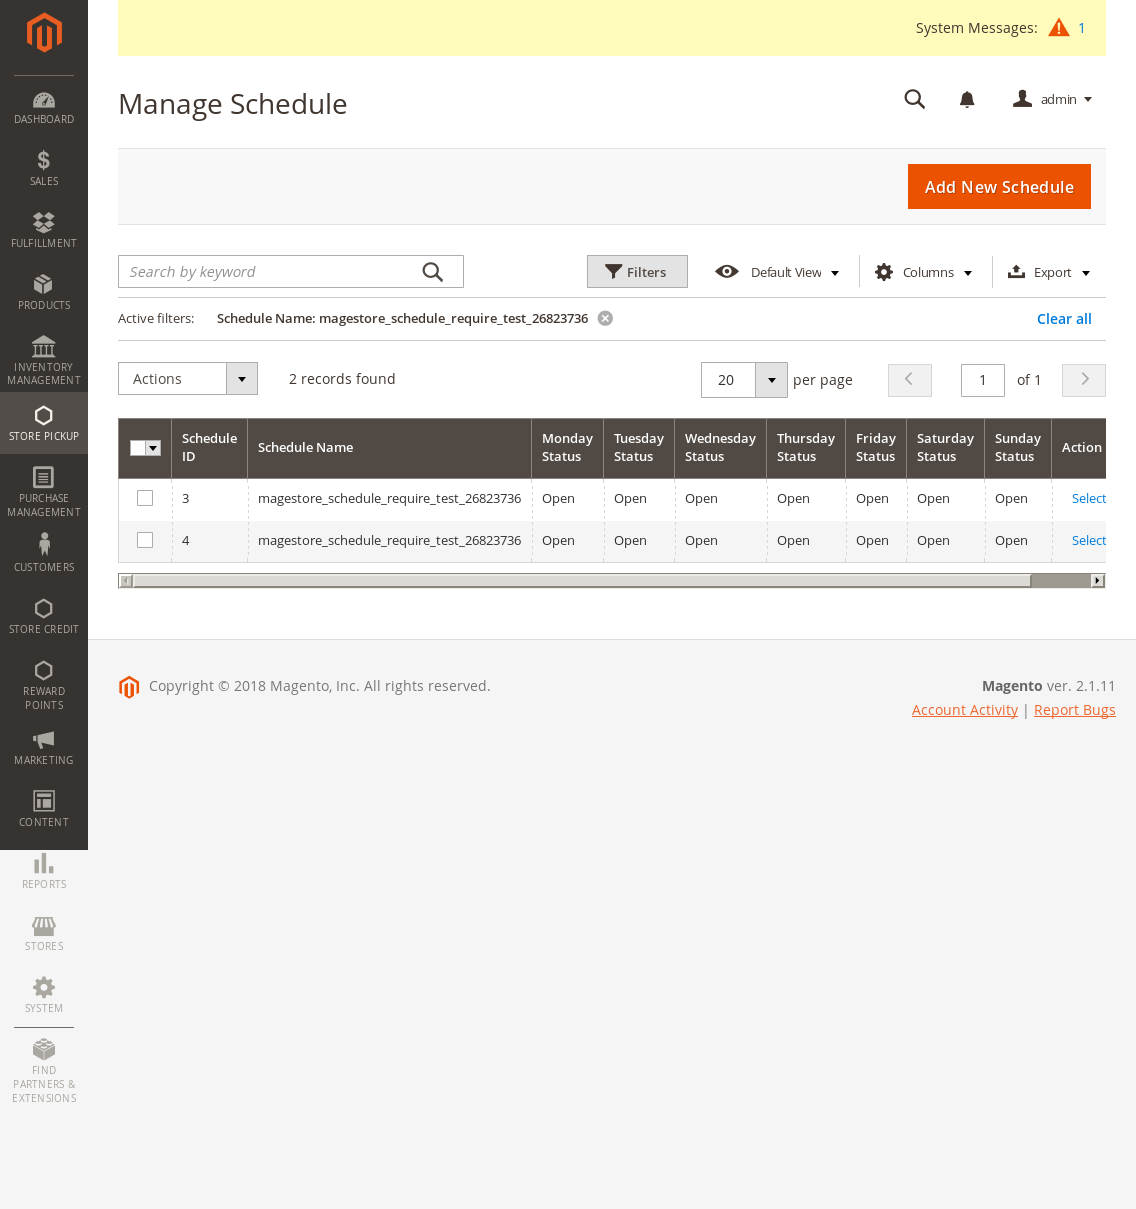 System Messages: 1
Manage Schedule
admin
Add New Schedule
Search by keyword
Filters
Default View
Columns
Export
Active filters:
Schedule Name: magestore_schedule_require_test_26823736
Clear all
Actions
2 records found
20
per page
1
of 1
Schedule ID
Schedule Name
Monday Status
Tuesday Status
Wednesday Status
Thursday Status
Friday Status
Saturday Status
Sunday Status
Action
3 magestore_schedule_require_test_26823736 Open Open Open Open Open Open Open Select
4 magestore_schedule_require_test_26823736 Open Open Open Open Open Open Open Select
Copyright © 2018 Magento, Inc. All rights reserved.
Magento ver. 2.1.11
Account Activity | Report Bugs
DASHBOARD
SALES
FULFILLMENT
PRODUCTS
INVENTORY
MANAGEMENT
STORE PICKUP
PURCHASE
MANAGEMENT
CUSTOMERS
STORE CREDIT
REWARD
POINTS
MARKETING
CONTENT
REPORTS
STORES
SYSTEM
FIND
PARTNERS &
EXTENSIONS